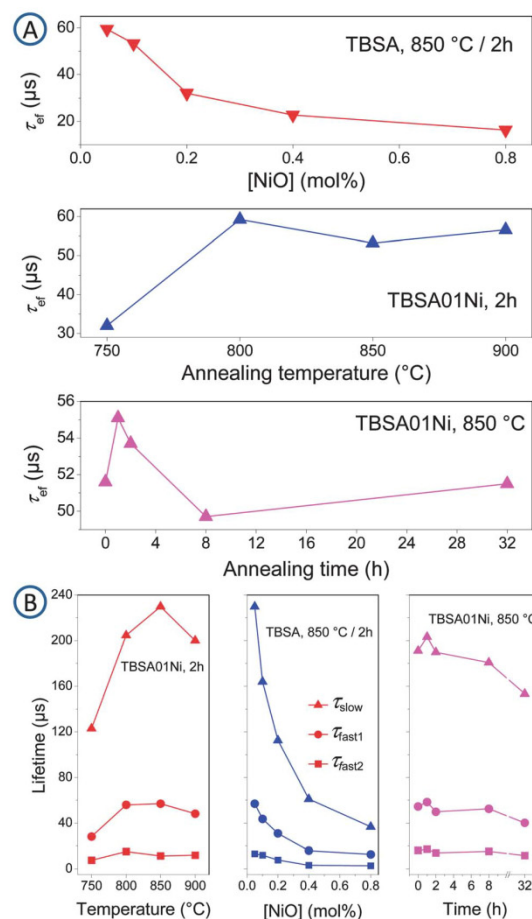 A
TBSA, 850 °C / 2h
τef (μs)
60
40
20
0.0 0.2 0.4 0.6 0.8
[NiO] (mol%)
τef (μs)
60
50
40
30
TBSA01Ni, 2h
750 800 850 900
Annealing temperature (°C)
τef (μs)
56
54
52
50
TBSA01Ni, 850 °C
0 4 8 12 16 20 24 28 32
Annealing time (h)
B
Lifetime (μs)
240
200
160
120
80
40
0
TBSA01Ni, 2h
750 800 850 900
Temperature (°C)
TBSA, 850 °C / 2h
τslow
τfast1
τfast2
0.0 0.2 0.4 0.6 0.8
[NiO] (mol%)
TBSA01Ni, 850 °C
0 2 4 6 8 32
Time (h)